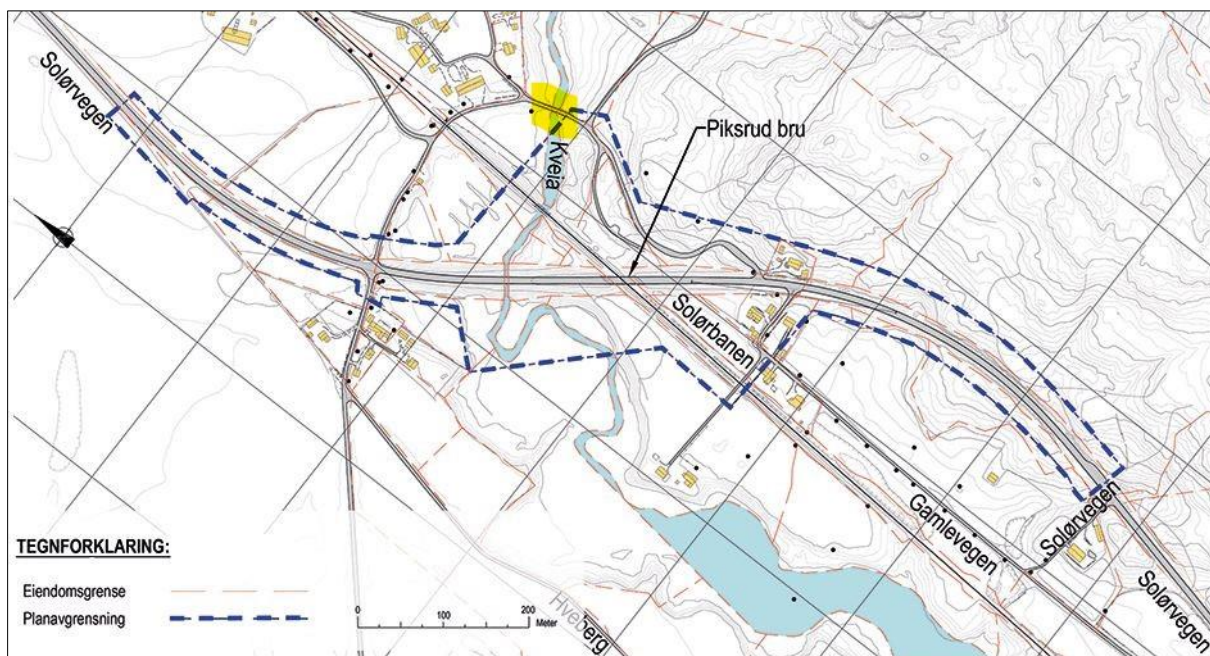 Solørvegen
Kveia
Piksrud bru
Solørbanen
Gamlevegen
Solørvegen
Solørvegen
TEGNFORKLARING:
Eiendomsgrense
Planavgrensning
0 100 200
Meter
Hveberg